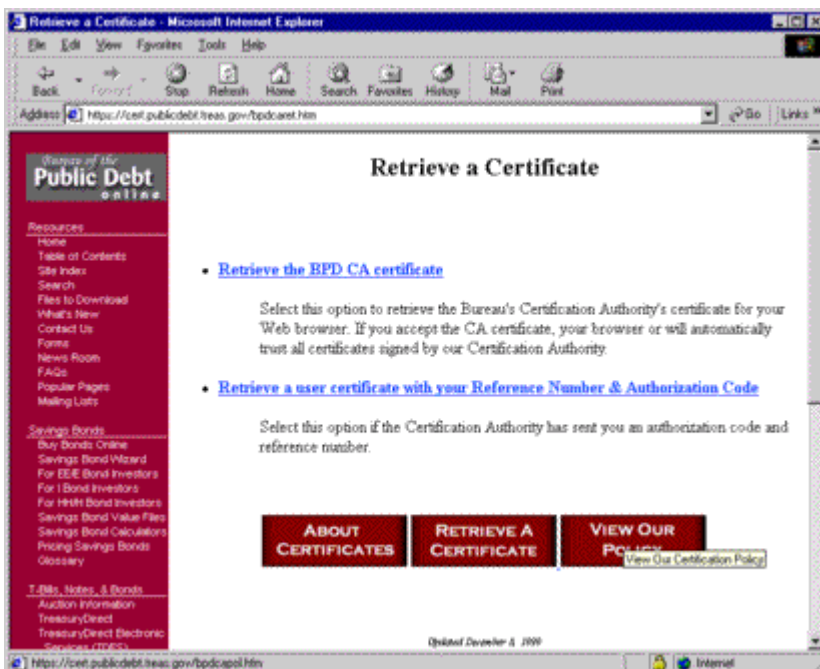 Retrieve a Certificate - Microsoft Internet Explorer
File Edit View Favorites Tools Help
Back Forward Stop Refresh Home Search Favorites History Mail Print
Address https://cert.publicdebt.treas.gov/bpdcaret.htm Go Links »
Bureau of the
Public Debt
online
Resources
Home
Table of Contents
Site Index
Search
Files to Download
What's New
Contact Us
Forms
News Room
FAQs
Popular Pages
Mailing Lists
Savings Bonds
Buy Bonds Online
Savings Bond Wizard
For EE/E Bond Investors
For I Bond Investors
For HH/H Bond Investors
Savings Bond Value Files
Savings Bond Calculators
Pricing Savings Bonds
Glossary
T-Bills, Notes, & Bonds
Auction Information
TreasuryDirect
TreasuryDirect Electronic
Services (TDES)
Retrieve a Certificate
• Retrieve the BPD CA certificate
Select this option to retrieve the Bureau's Certification Authority's certificate for your
Web browser. If you accept the CA certificate, your browser or will automatically
trust all certificates signed by our Certification Authority.
• Retrieve a user certificate with your Reference Number & Authorization Code
Select this option if the Certification Authority has sent you an authorization code and
reference number.
ABOUT
CERTIFICATES
RETRIEVE A
CERTIFICATE
VIEW OUR
POLICY
View Our Certification Policy
Updated December 8, 1999
https://cert.publicdebt.treas.gov/bpdcapol.htm Internet